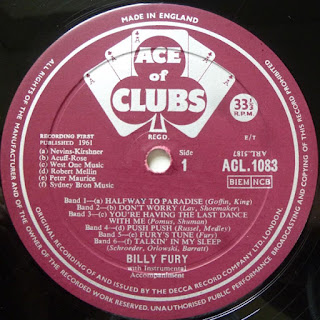 MADE IN ENGLAND
ALL RIGHTS OF THE MANUFACTURER AND OF THE OWNER OF THE RECORDED WORK RESERVED. UNAUTHORISED PUBLIC PERFORMANCE BROADCASTING AND COPYING OF THIS RECORD PROHIBITED
ACE
of
CLUBS
REGD.
RECORDING FIRST
PUBLISHED 1961
(a) Nevins-Kirshner
(b) Acuff-Rose
(c) West One Music
(d) Robert Mellin
(e) Peter Maurice
(f) Sydney Bron Music
Side
1
33⅓
R.P.M.
E/T
ARL.5187
ACL.1083
BIEM NCB
Band 1—(a) HALFWAY TO PARADISE (Goffin, King)
Band 2—(b) DON'T WORRY (Lav, Shoemaker)
Band 3—(c) YOU'RE HAVING THE LAST DANCE
WITH ME (Pomus, Shuman)
Band 4—(d) PUSH PUSH (Russel, Medley)
Band 5—(e) FURY'S TUNE (Fury)
Band 6—(f) TALKIN' IN MY SLEEP
(Schroeder, Orlowski, Barratt)
BILLY FURY
with Instrumental
Accompaniment
ORIGINAL RECORDING OF AND ISSUED BY THE DECCA RECORD COMPANY LTD. LONDON.